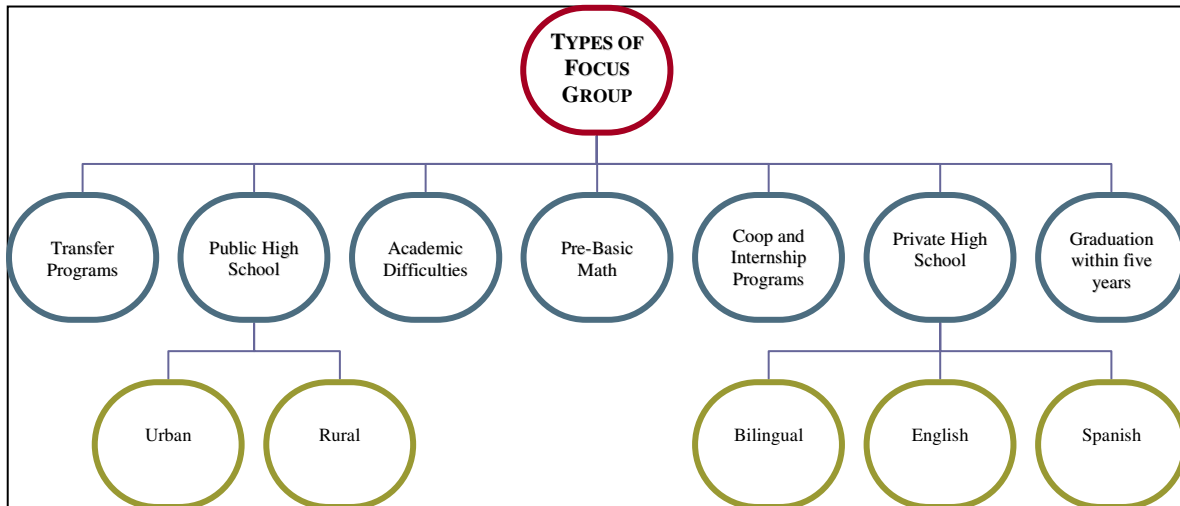 TYPES OF
FOCUS
GROUP
Transfer
Programs
Public High
School
Academic
Difficulties
Pre-Basic
Math
Coop and
Internship
Programs
Private High
School
Graduation
within five
years
Urban
Rural
Bilingual
English
Spanish